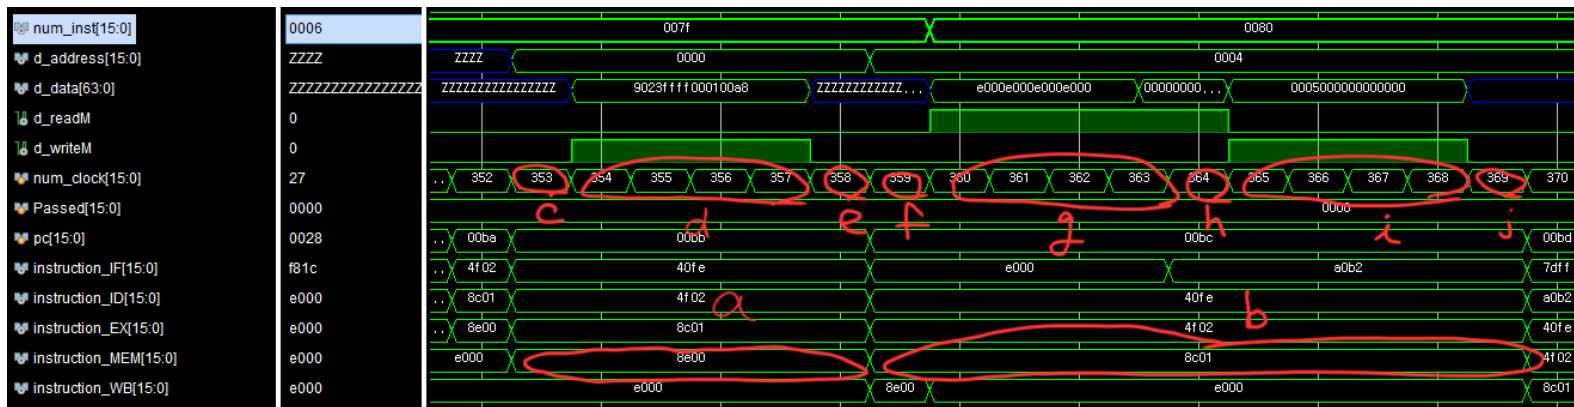 num_inst[15:0] 0006 007f 0080
d_address[15:0] ZZZZ ZZZZ 0000 0004
d_data[63:0] ZZZZZZZZZZZZZZZZ ZZZZZZZZZZZZZZZZ 9023ffff000100a8 ZZZZZZZZZZZZ... e000e000e000e000 00000000... 0005000000000000
d_readM 0
d_writeM 0
num_clock[15:0] 27 .. 352 353 354 355 356 357 358 359 360 361 362 363 364 365 366 367 368 369 370
Passed[15:0] 0000 0000
c d e f g h i j
pc[15:0] 0028 .. 00ba 00bb 00bc 00bd
instruction_IF[15:0] f81c .. 4f02 40fe e000 a0b2 7dff
instruction_ID[15:0] e000 .. 8c01 4f02 40fe a0b2
a b
instruction_EX[15:0] e000 .. 8e00 8c01 4f02 40fe
instruction_MEM[15:0] e000 e000 8e00 8c01 4f02
instruction_WB[15:0] e000 e000 8e00 e000 8c01